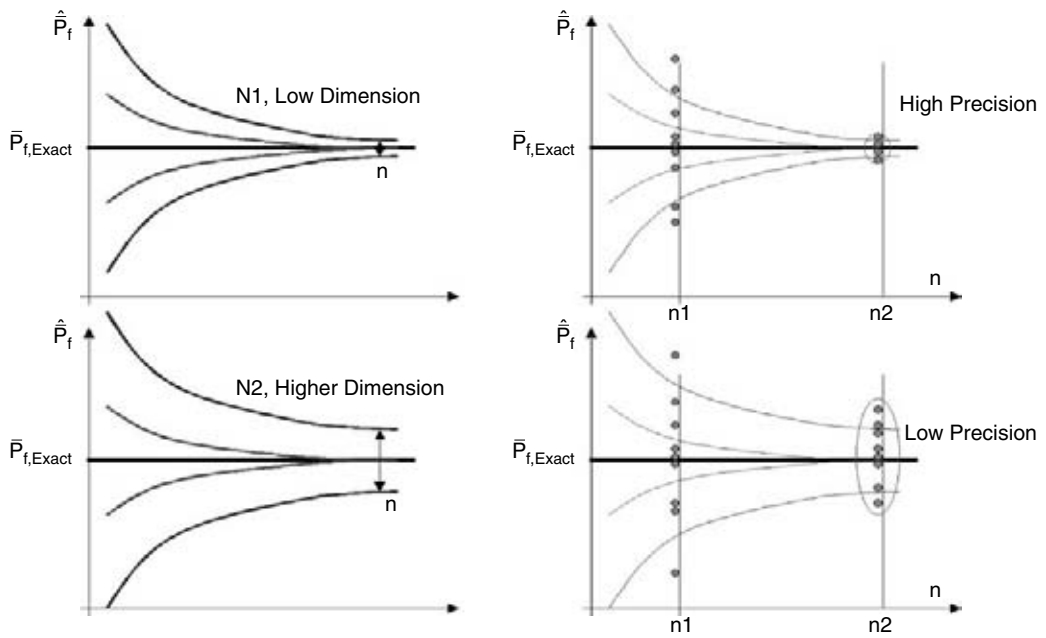 P̄̂f
N1, Low Dimension
P̄f,Exact
n
P̄̂f
High Precision
P̄f,Exact
n
n1 n2
P̄̂f
N2, Higher Dimension
P̄f,Exact
n
P̄̂f
Low Precision
P̄f,Exact
n
n1 n2